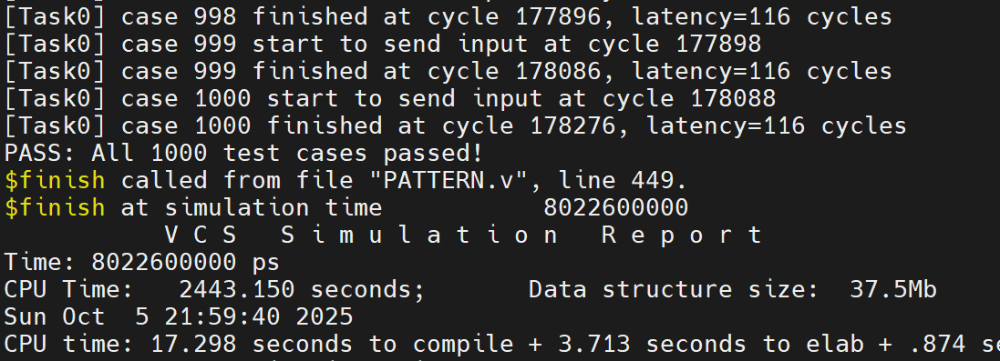 [Task0] case 998 finished at cycle 177896, latency=116 cycles
[Task0] case 999 start to send input at cycle 177898
[Task0] case 999 finished at cycle 178086, latency=116 cycles
[Task0] case 1000 start to send input at cycle 178088
[Task0] case 1000 finished at cycle 178276, latency=116 cycles
PASS: All 1000 test cases passed!
$finish called from file "PATTERN.v", line 449.
$finish at simulation time 8022600000
V C S S i m u l a t i o n R e p o r t
Time: 8022600000 ps
CPU Time: 2443.150 seconds; Data structure size: 37.5Mb
Sun Oct 5 21:59:40 2025
CPU time: 17.298 seconds to compile + 3.713 seconds to elab + .874 se